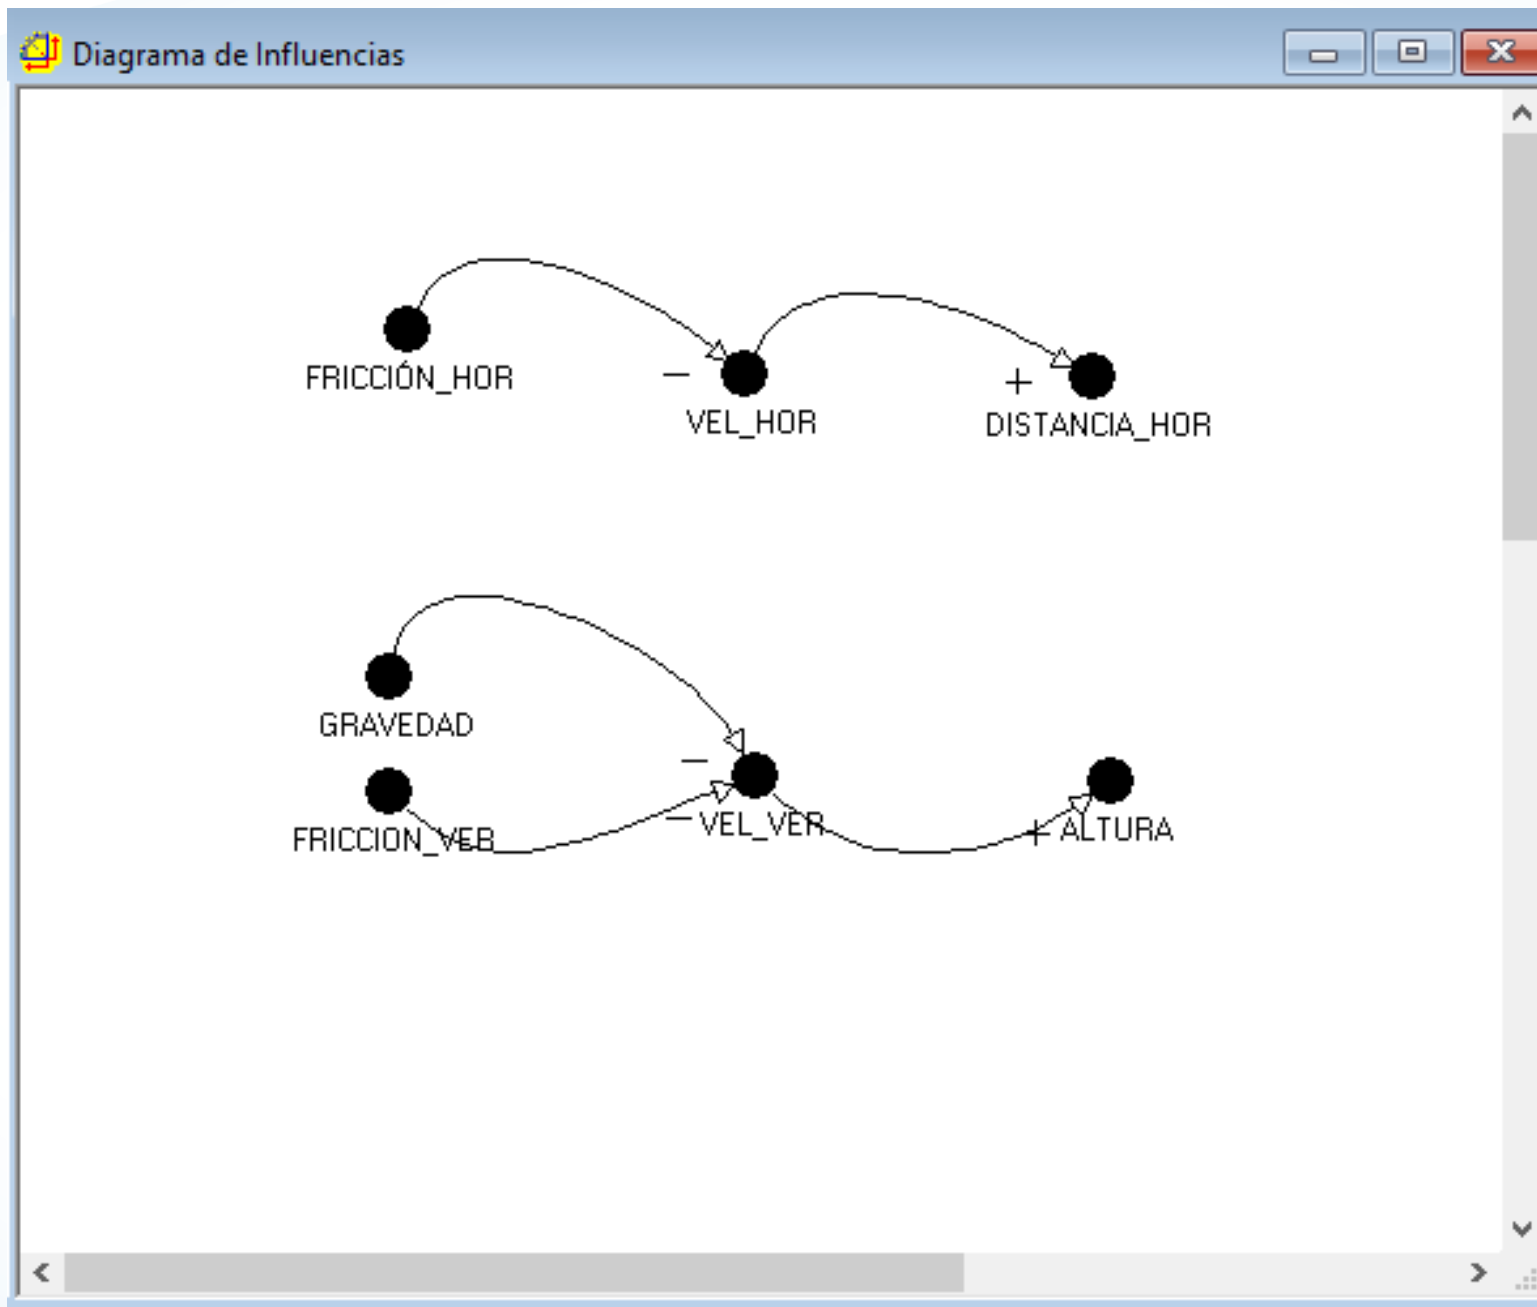 Diagrama de Influencias
FRICCIÓN_HOR
−
VEL_HOR
+
DISTANCIA_HOR
GRAVEDAD
−
FRICCION_VER
− VEL_VER
+ ALTURA